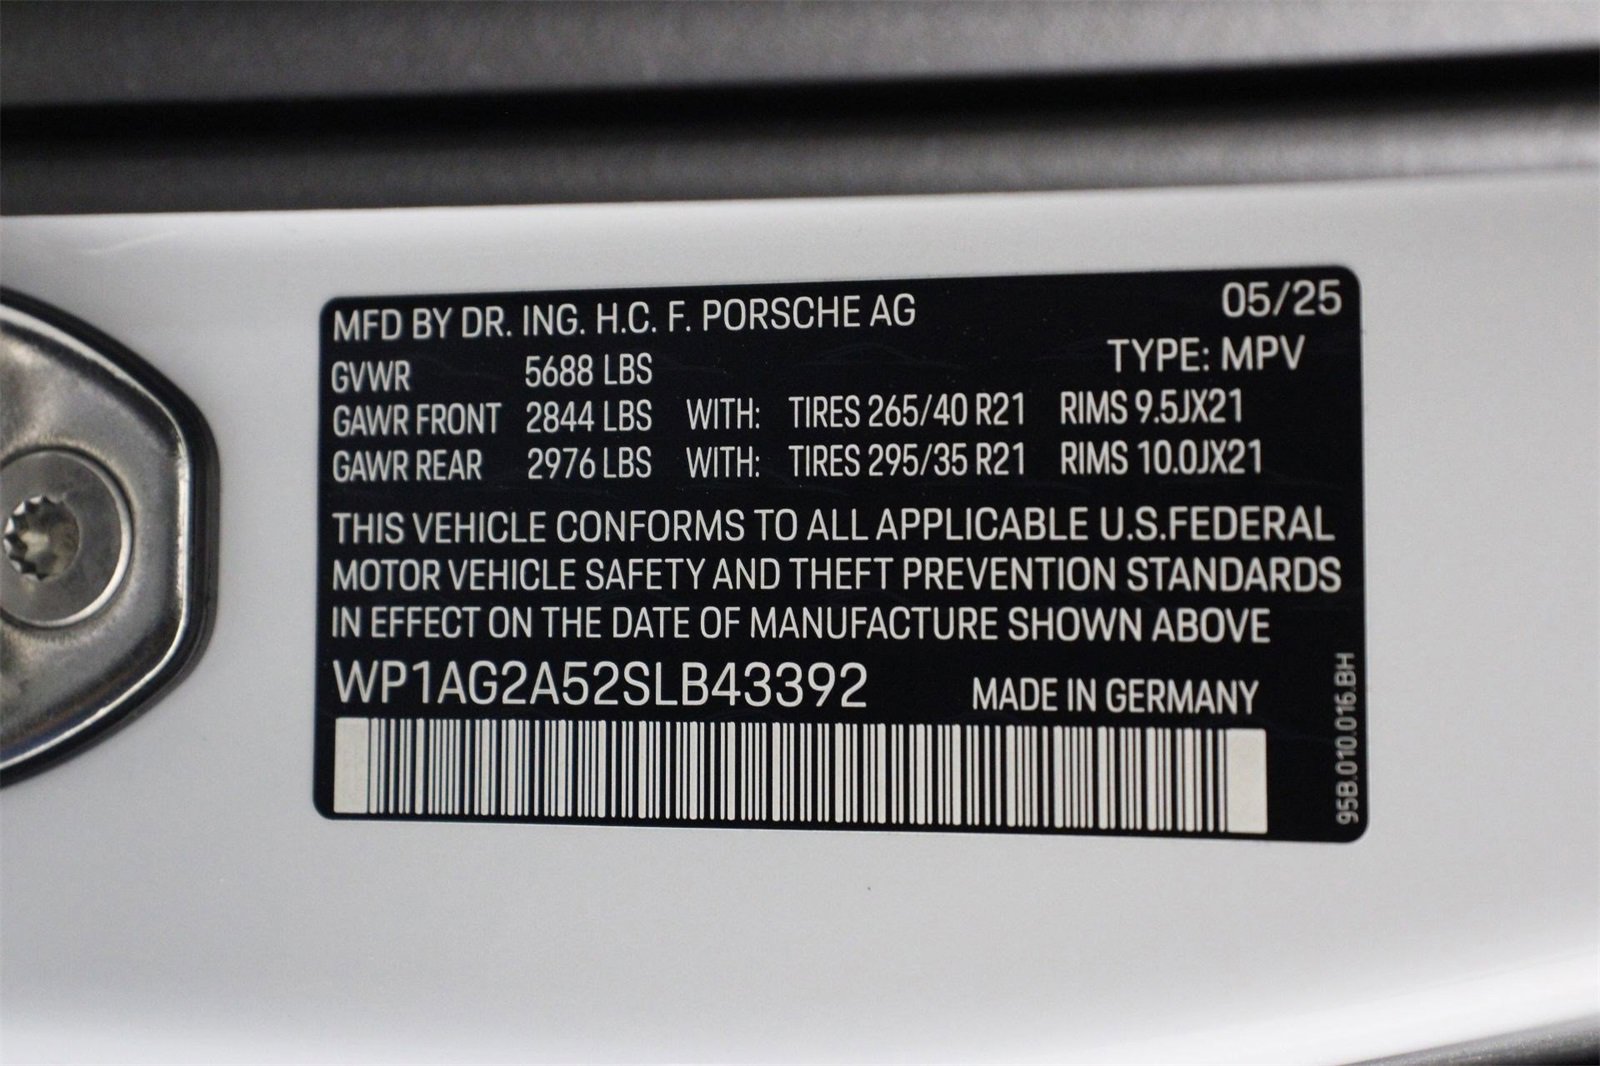 MFD BY DR. ING. H.C. F. PORSCHE AG 05/25
TYPE: MPV
GVWR 5688 LBS
GAWR FRONT 2844 LBS WITH: TIRES 265/40 R21 RIMS 9.5JX21
GAWR REAR 2976 LBS WITH: TIRES 295/35 R21 RIMS 10.0JX21
THIS VEHICLE CONFORMS TO ALL APPLICABLE U.S.FEDERAL
MOTOR VEHICLE SAFETY AND THEFT PREVENTION STANDARDS
IN EFFECT ON THE DATE OF MANUFACTURE SHOWN ABOVE
WP1AG2A52SLB43392 MADE IN GERMANY
95B.010.016.BH